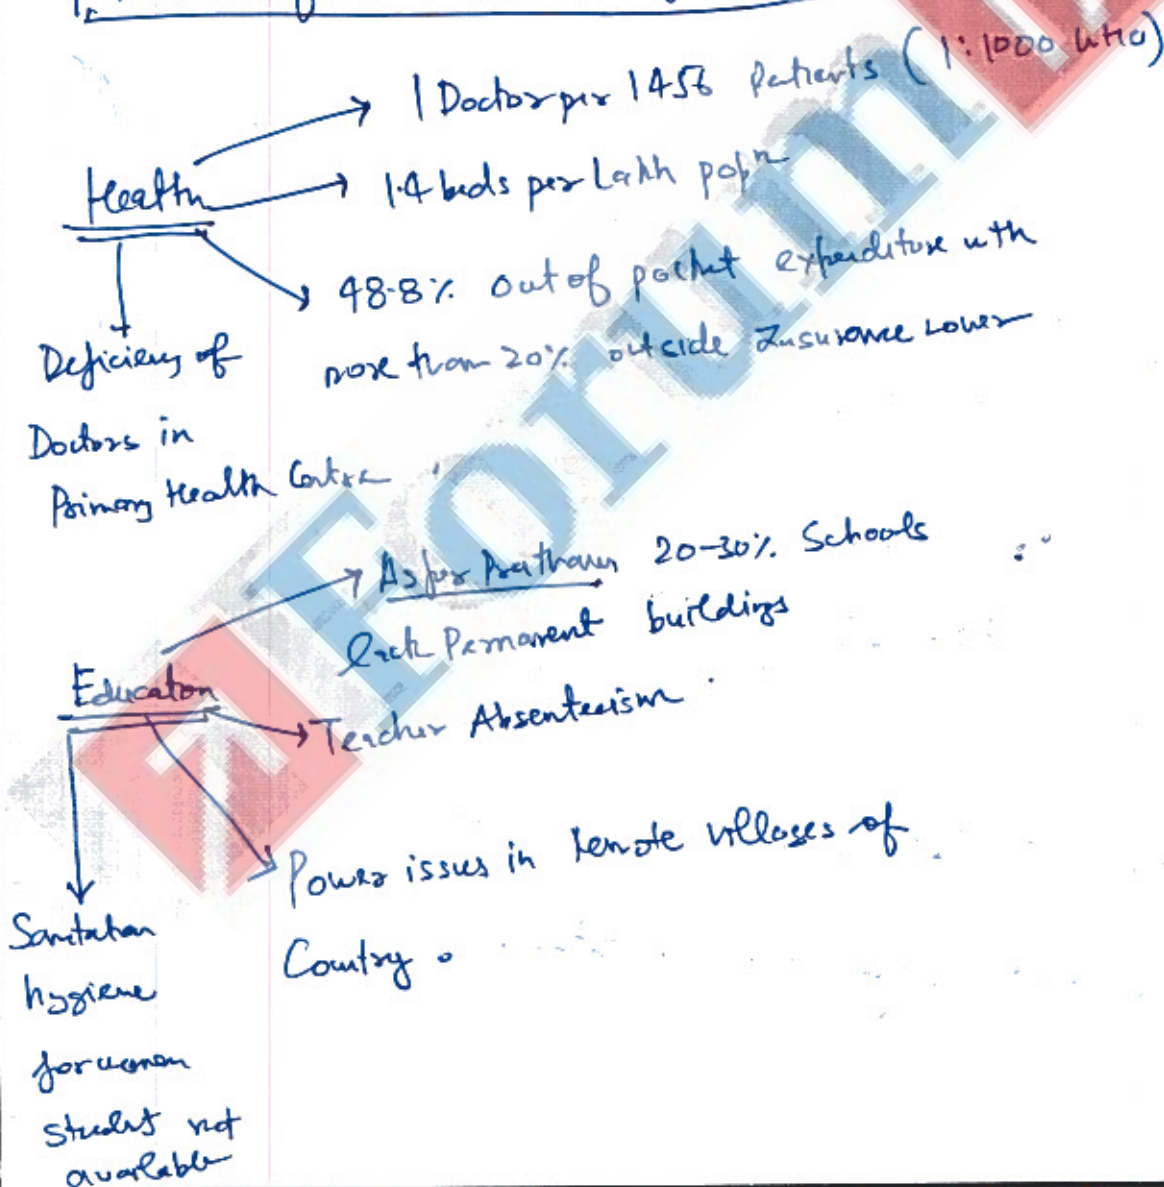 1 Doctor per 1456 Patients (1:1000 WHO)
Health
1.4 beds per Lakh popn
48.8% out of pocket expenditure with
more than 20% outside Insurance cover
Deficiency of
Doctors in
Primary Health Centre
As per Pratham 20-30% Schools
lack Permanent buildings
Education
Teacher Absenteeism
Power issues in remote villages of
Country.
Sanitation
hygiene
for women
student not
available
Forum